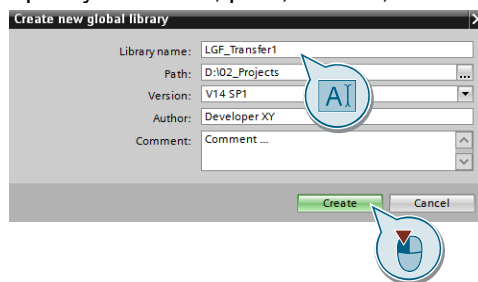 Create new global library
Library name: LGF_Transfer1
Path: D:\02_Projects ...
Version: V14 SP1
Author: Developer XY
Comment: Comment ...
Create Cancel